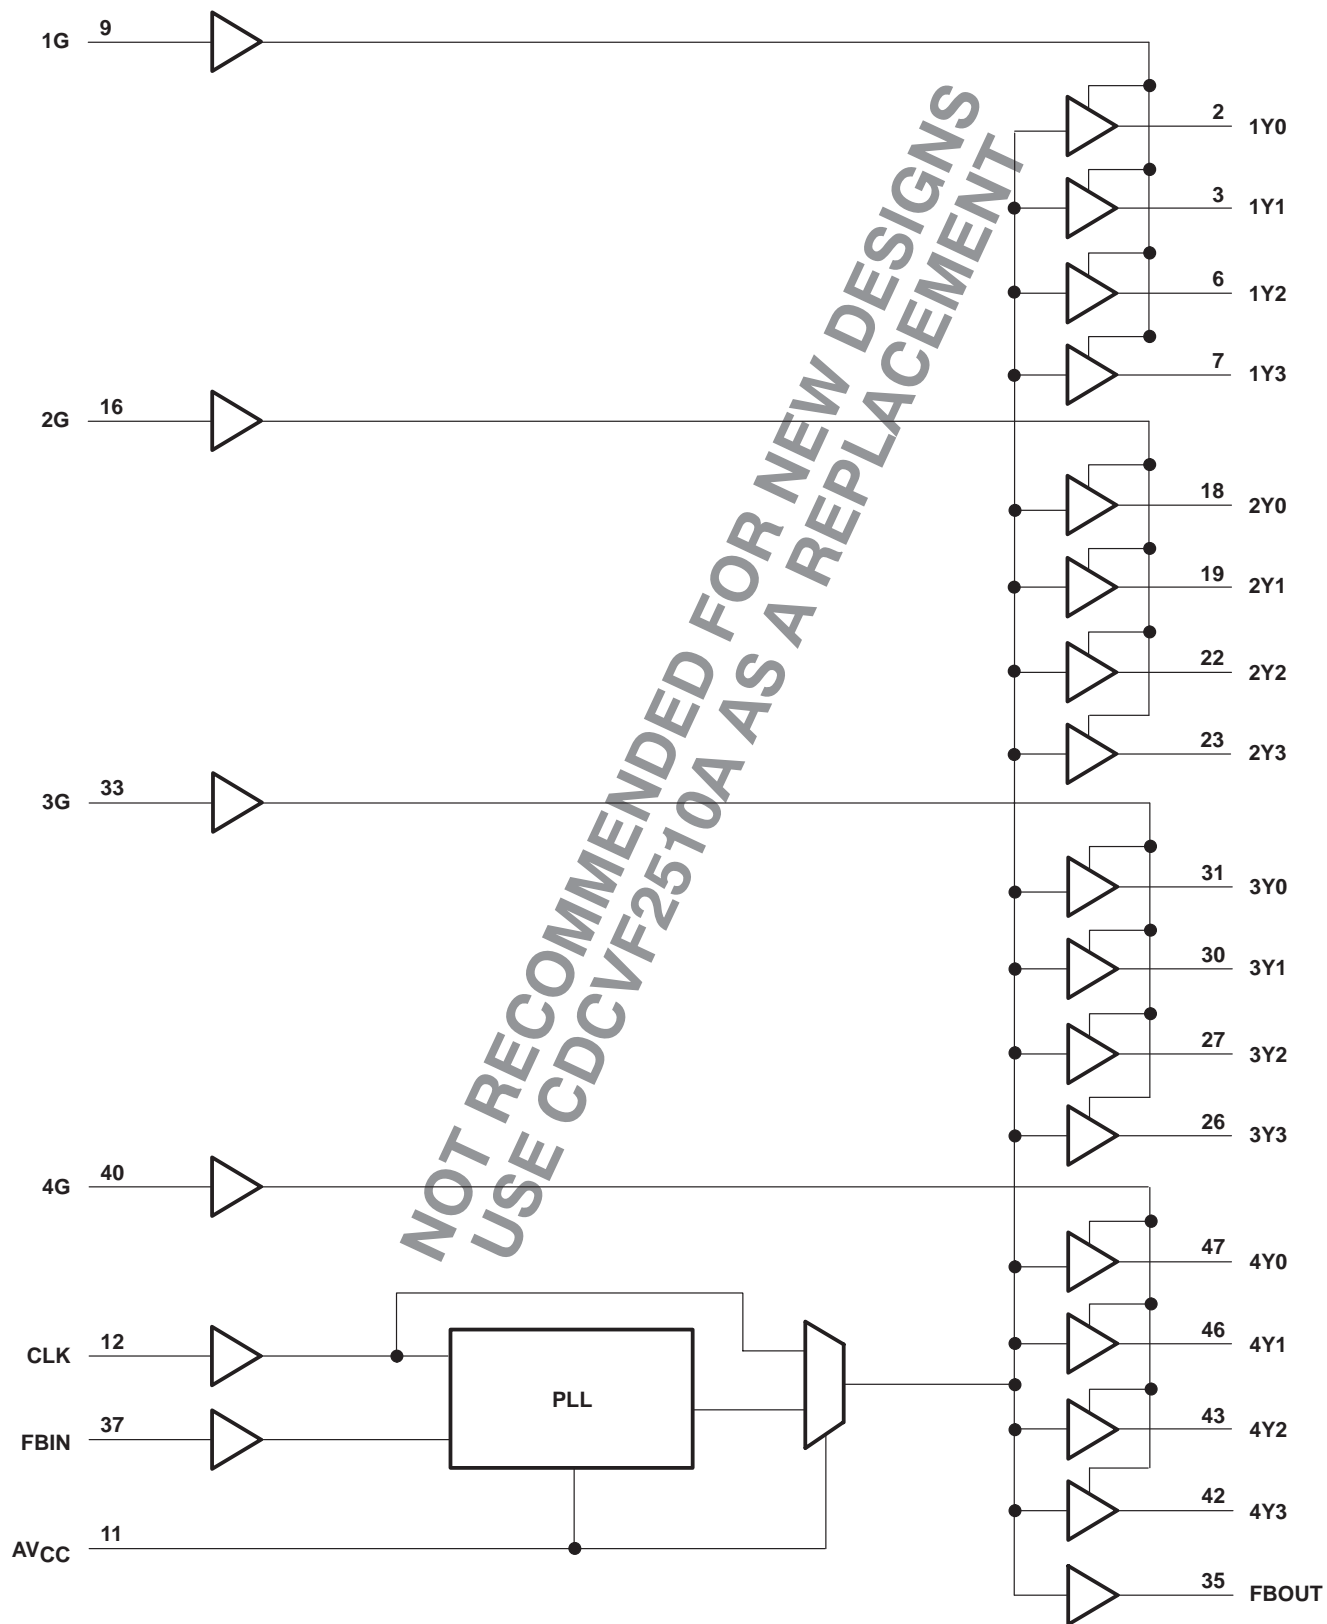 1G 9
2 1Y0
3 1Y1
6 1Y2
7 1Y3
2G 16
18 2Y0
19 2Y1
22 2Y2
23 2Y3
3G 33
31 3Y0
30 3Y1
27 3Y2
26 3Y3
4G 40
47 4Y0
CLK 12
46 4Y1
PLL
FBIN 37
43 4Y2
42 4Y3
AVCC 11
35 FBOUT
NOT RECOMMENDED FOR NEW DESIGNS
USE CDCVF2510A AS A REPLACEMENT